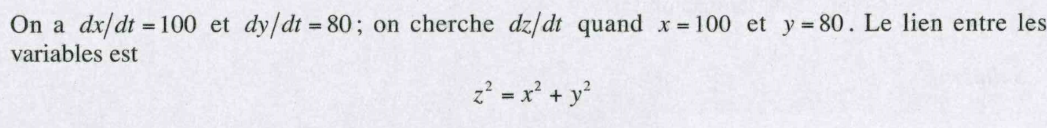 On a dx/dt = 100 et dy/dt = 80 ; on cherche dz/dt quand x = 100 et y = 80. Le lien entre les
variables est
z² = x² + y²